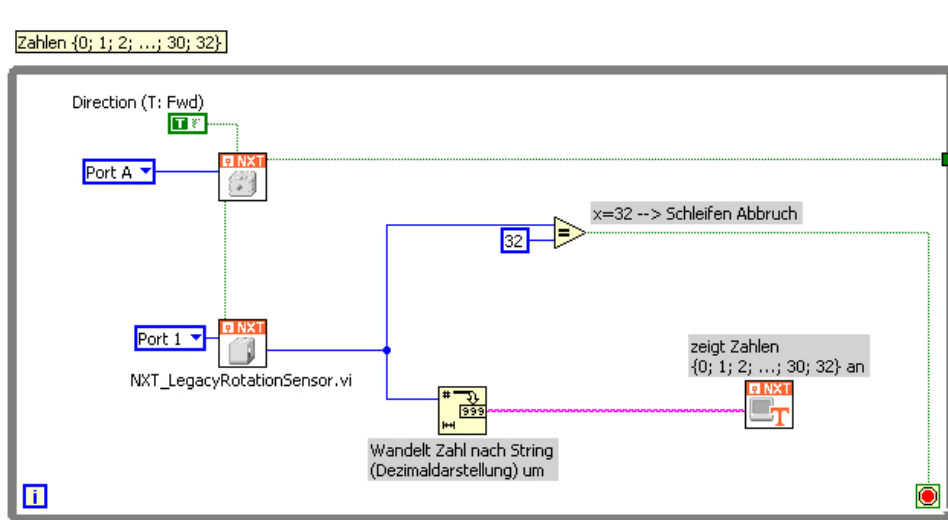 Zahlen {0; 1; 2; ...; 30; 32}
Direction (T: Fwd)
T
NXT
Port A
x=32 --> Schleifen Abbruch
=
32
NXT
Port 1
NXT_LegacyRotationSensor.vi
zeigt Zahlen
{0; 1; 2; ...; 30; 32} an
NXT
T
#
999
Wandelt Zahl nach String
(Dezimaldarstellung) um
i